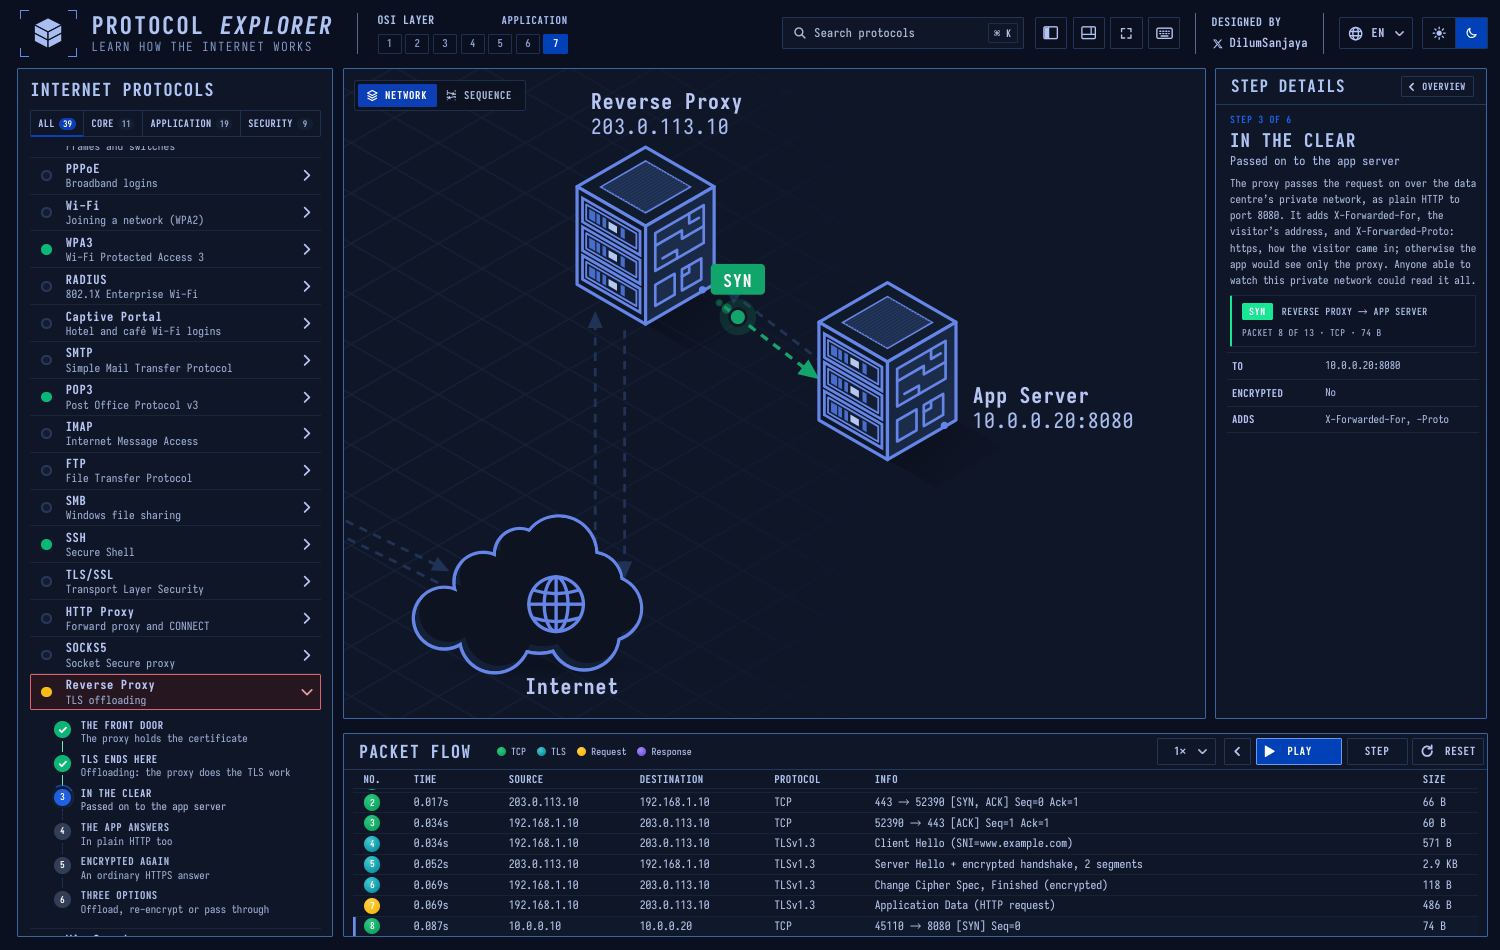 PROTOCOL EXPLORER
LEARN HOW THE INTERNET WORKS
OSI LAYER APPLICATION
1 2 3 4 5 6 7
Search protocols ⌘ K
DESIGNED BY
DilumSanjaya
EN
INTERNET PROTOCOLS
ALL 39 CORE 11 APPLICATION 19 SECURITY 9
Frames and switches
PPPoE
Broadband logins
Wi-Fi
Joining a network (WPA2)
WPA3
Wi-Fi Protected Access 3
RADIUS
802.1X Enterprise Wi-Fi
Captive Portal
Hotel and café Wi-Fi logins
SMTP
Simple Mail Transfer Protocol
POP3
Post Office Protocol v3
IMAP
Internet Message Access
FTP
File Transfer Protocol
SMB
Windows file sharing
SSH
Secure Shell
TLS/SSL
Transport Layer Security
HTTP Proxy
Forward proxy and CONNECT
SOCKS5
Socket Secure proxy
Reverse Proxy
TLS offloading
THE FRONT DOOR
The proxy holds the certificate
TLS ENDS HERE
Offloading: the proxy does the TLS work
3 IN THE CLEAR
Passed on to the app server
4 THE APP ANSWERS
In plain HTTP too
5 ENCRYPTED AGAIN
An ordinary HTTPS answer
6 THREE OPTIONS
Offload, re-encrypt or pass through
NETWORK SEQUENCE
Reverse Proxy
203.0.113.10
SYN
App Server
10.0.0.20:8080
Internet
STEP DETAILS OVERVIEW
STEP 3 OF 6
IN THE CLEAR
Passed on to the app server
The proxy passes the request on over the data
centre's private network, as plain HTTP to
port 8080. It adds X-Forwarded-For, the
visitor's address, and X-Forwarded-Proto:
https, how the visitor came in; otherwise the
app would see only the proxy. Anyone able to
watch this private network could read it all.
SYN REVERSE PROXY → APP SERVER
PACKET 8 OF 13 · TCP · 74 B
TO 10.0.0.20:8080
ENCRYPTED No
ADDS X-Forwarded-For, -Proto
PACKET FLOW TCP TLS Request Response 1× PLAY STEP RESET
NO. TIME SOURCE DESTINATION PROTOCOL INFO SIZE
2 0.017s 203.0.113.10 192.168.1.10 TCP 443 → 52390 [SYN, ACK] Seq=0 Ack=1 66 B
3 0.034s 192.168.1.10 203.0.113.10 TCP 52390 → 443 [ACK] Seq=1 Ack=1 60 B
4 0.034s 192.168.1.10 203.0.113.10 TLSv1.3 Client Hello (SNI=www.example.com) 571 B
5 0.052s 203.0.113.10 192.168.1.10 TLSv1.3 Server Hello + encrypted handshake, 2 segments 2.9 KB
6 0.069s 192.168.1.10 203.0.113.10 TLSv1.3 Change Cipher Spec, Finished (encrypted) 118 B
7 0.069s 192.168.1.10 203.0.113.10 TLSv1.3 Application Data (HTTP request) 486 B
8 0.087s 10.0.0.10 10.0.0.20 TCP 45110 → 8080 [SYN] Seq=0 74 B